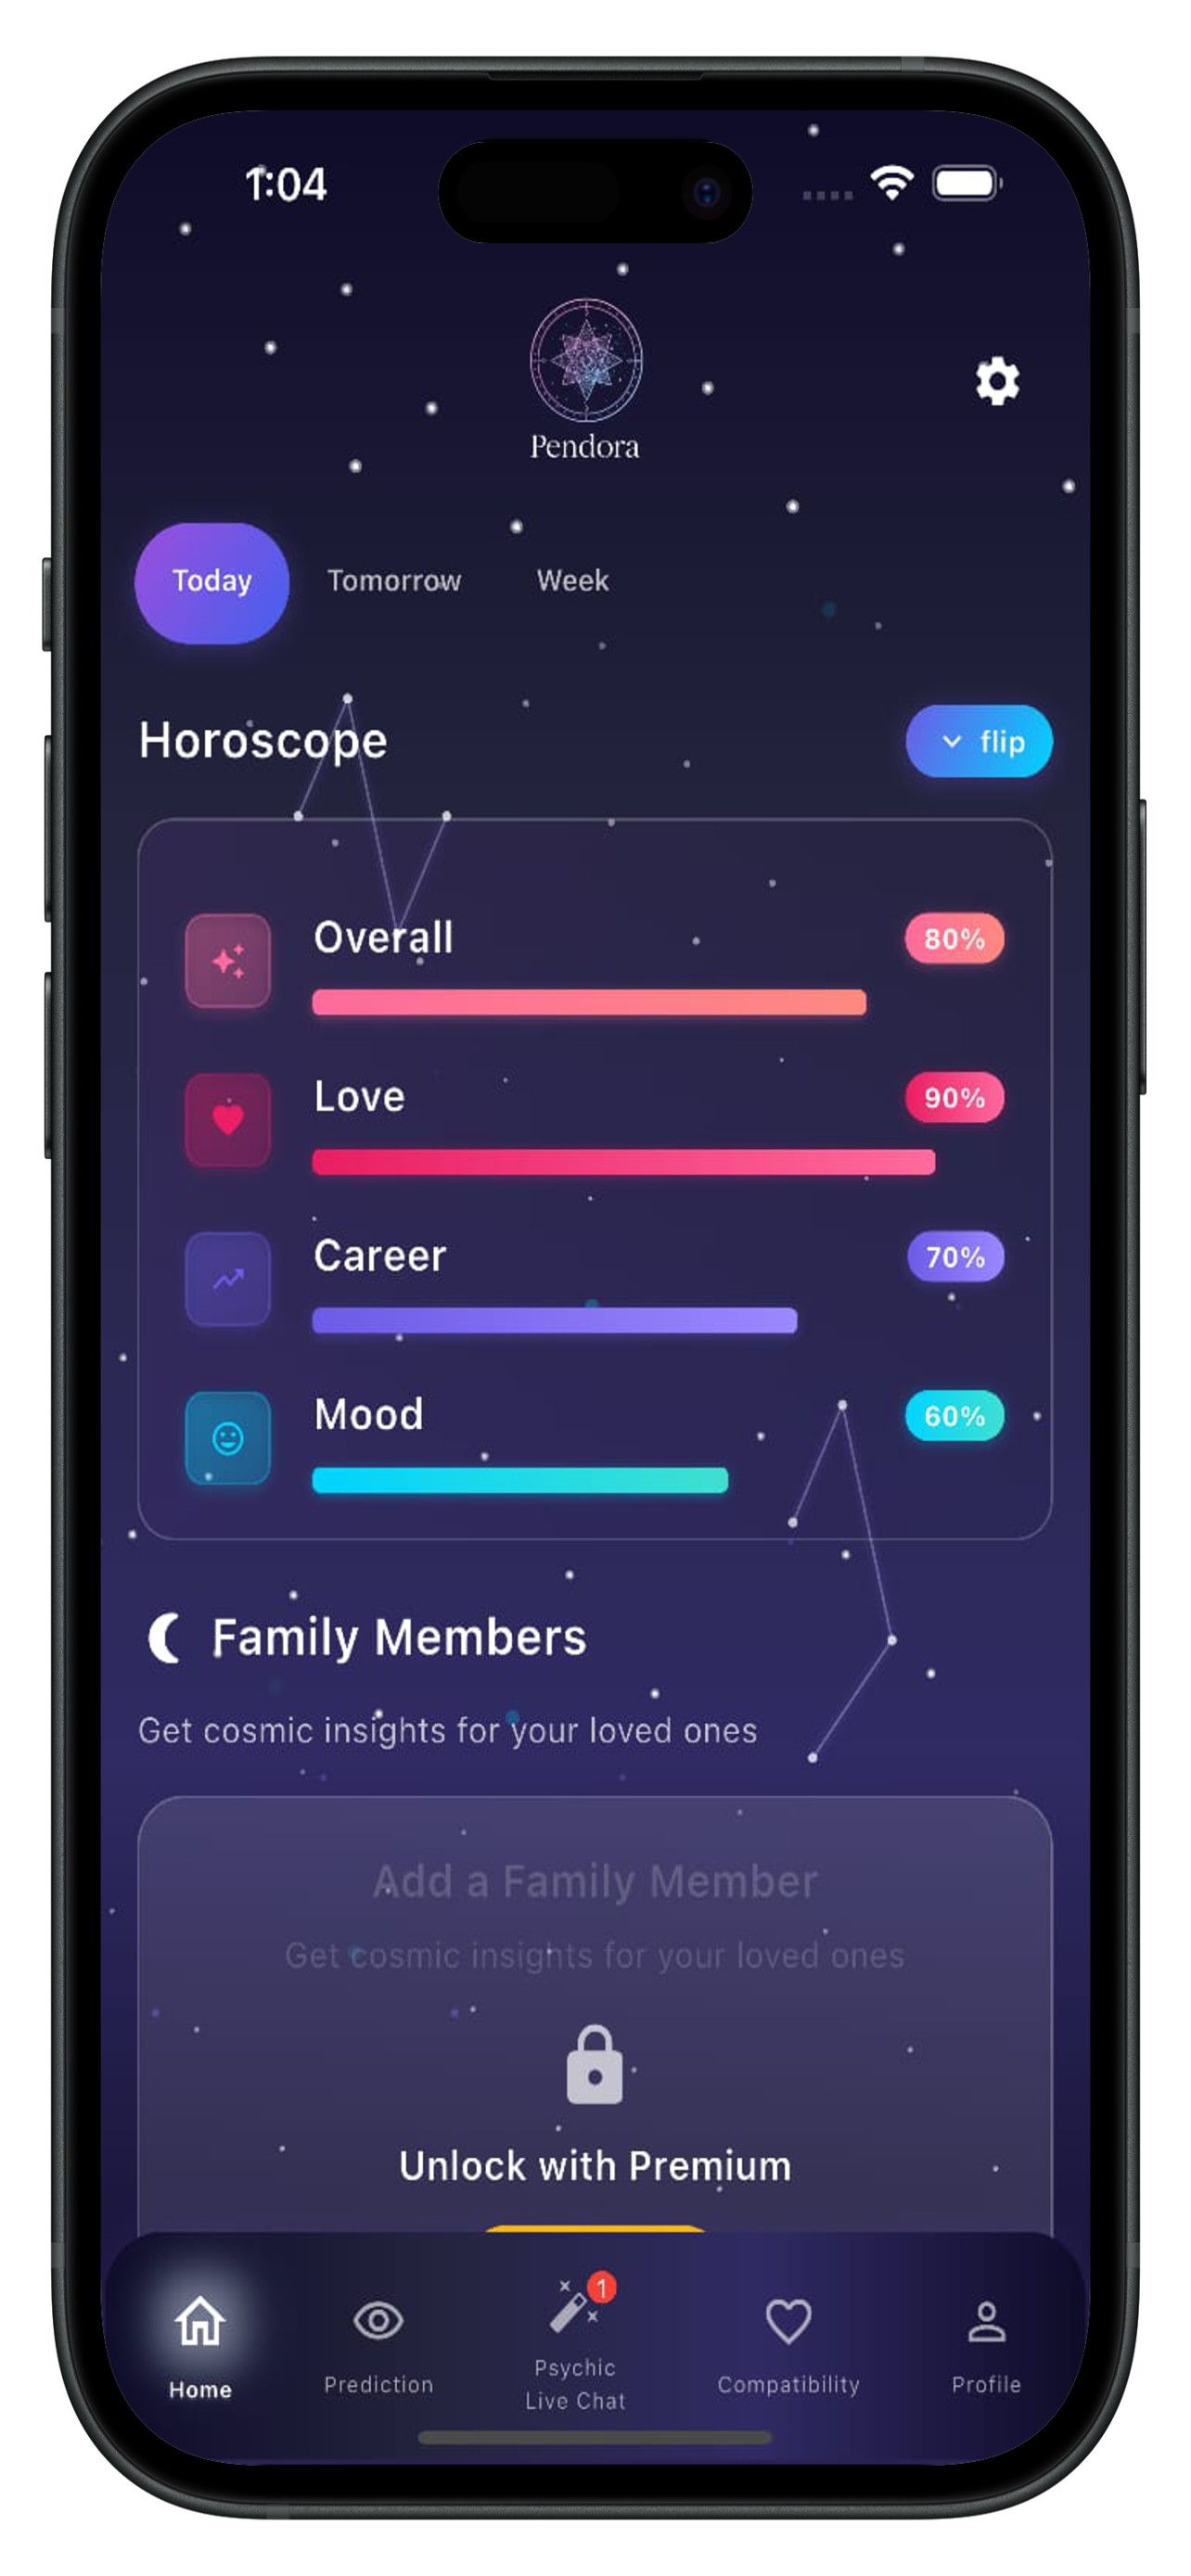 1:04
Pendora
Today Tomorrow Week
Horoscope
flip
Overall 80%
Love 90%
Career 70%
Mood 60%
Family Members
Get cosmic insights for your loved ones
Add a Family Member
Get cosmic insights for your loved ones
Unlock with Premium
1
Home Prediction Psychic Compatibility Profile
Live Chat